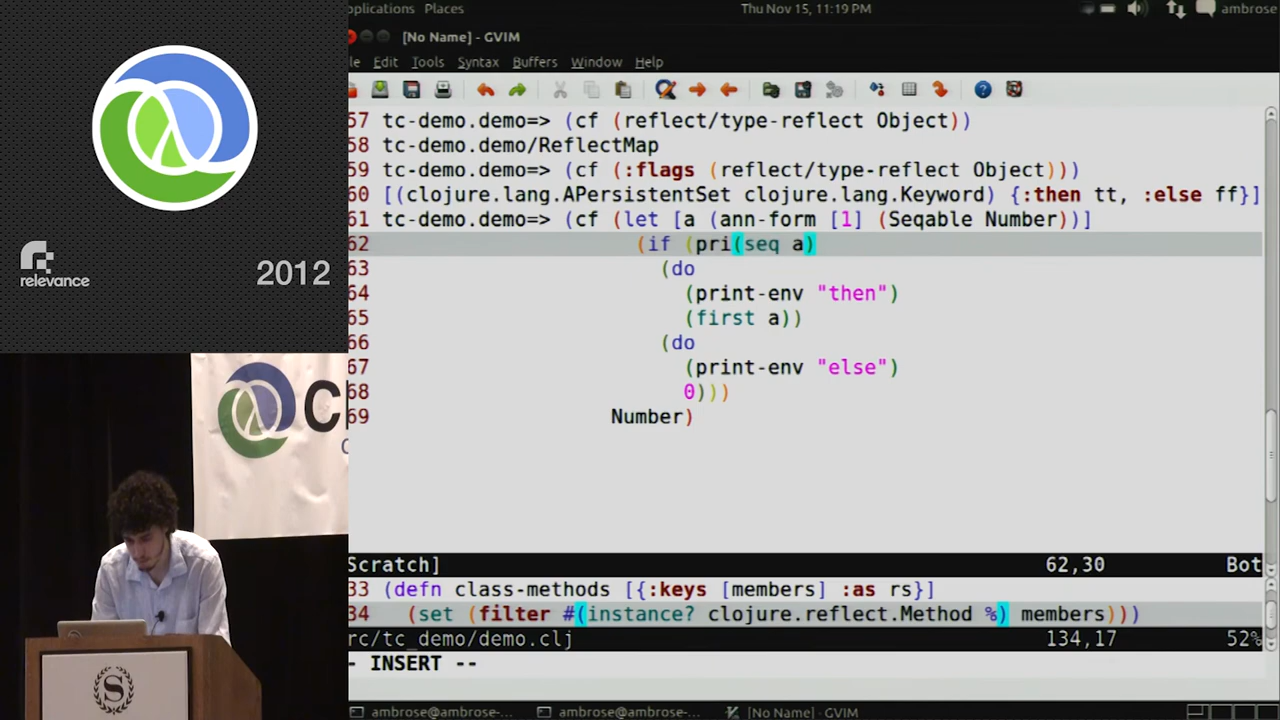 plications Places Thu Nov 15, 11:19 PM ambrose
[No Name] - GVIM
le Edit Tools Syntax Buffers Window Help
57 tc-demo.demo=> (cf (reflect/type-reflect Object))
58 tc-demo.demo/ReflectMap
59 tc-demo.demo=> (cf (:flags (reflect/type-reflect Object)))
60 [(clojure.lang.APersistentSet clojure.lang.Keyword) {:then tt, :else ff}]
61 tc-demo.demo=> (cf (let [a (ann-form [1] (Seqable Number))]
62 (if (pri(seq a)
63 (do
64 (print-env "then")
65 (first a))
66 (do
67 (print-env "else")
68 0)))
69 Number)
Scratch] 62,30 Bot
33 (defn class-methods [{:keys [members] :as rs}]
34 (set (filter #(instance? clojure.reflect.Method %) members)))
rc/tc_demo/demo.clj 134,17 52%
- INSERT --
ambrose@ambrose-... ambrose@ambrose-... [No Name] - GVIM
relevance 2012
C
S